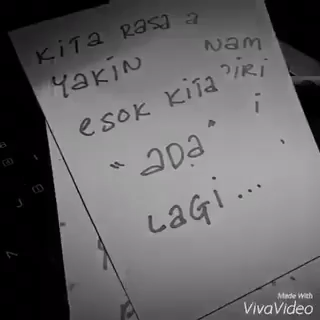 KITA RASA
YAKIN
ESOK KITA
" ADA "
LAGI...
NAM
Made With
VivaVideo